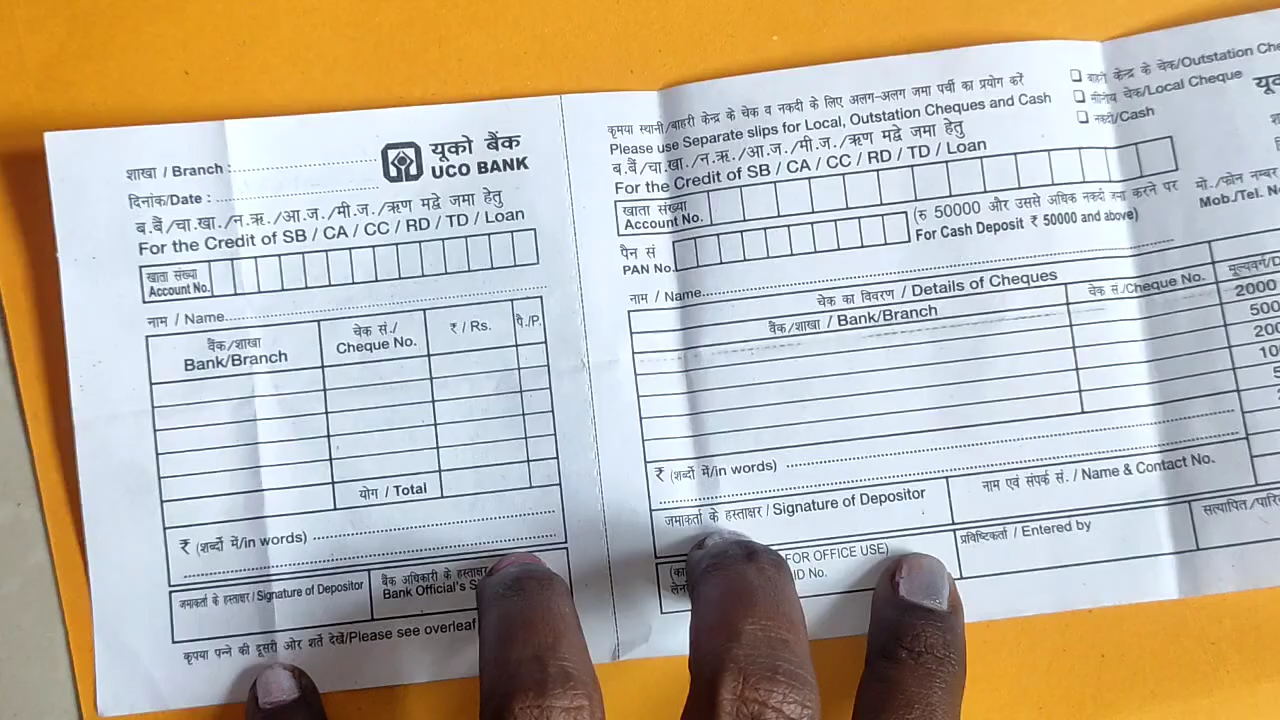 यूको बैंक
UCO BANK
शाखा / Branch :
दिनांक/Date :
ब.बैं/चा.खा./न.ऋ./आ.ज./मी.ज./ऋण मद्दे जमा हेतु
For the Credit of SB / CA / CC / RD / TD / Loan
खाता संख्या
Account No.
नाम / Name
बैंक/शाखा
Bank/Branch
चेक सं./
Cheque No.
₹ / Rs.
पै./P.
योग / Total
₹ (शब्दों में/in words)
जमाकर्ता के हस्ताक्षर/Signature of Depositor
बैंक अधिकारी के हस्ताक्षर
Bank Official's
कृपया पन्ने की दूसरी ओर शर्ते देखें/Please see overleaf
कृमया स्थानी/बाहरी केन्द्र के चेक व नकदी के लिए अलग-अलग जमा पर्ची का प्रयोग करें
Please use Separate slips for Local, Outstation Cheques and Cash
ब.बैं/चा.खा./न.ऋ./आ.ज./मी.ज./ऋण मद्दे जमा हेतु
For the Credit of SB / CA / CC / RD / TD / Loan
बाहरी केन्द्र के चेक/Outstation
चेक/Local Cheque
नकदी/Cash
खाता संख्या
Account No.
पैन सं
PAN No.
(रु 50000 और उससे अधिक नकदी जमा करने पर
For Cash Deposit ₹ 50000 and above)
मो./फोन नम्बर
Mob./Tel.
नाम / Name
चेक का विवरण / Details of Cheques
बैंक/शाखा / Bank/Branch
चेक सं./Cheque No.
मूल्यवर्ग/
2000
₹ (शब्दों में/in words)
जमाकर्ता के हस्ताक्षर / Signature of Depositor
नाम एवं संपर्क सं. / Name & Contact No.
FOR OFFICE USE)
ID No.
प्रविष्टिकर्ता / Entered by
सत्यापित/